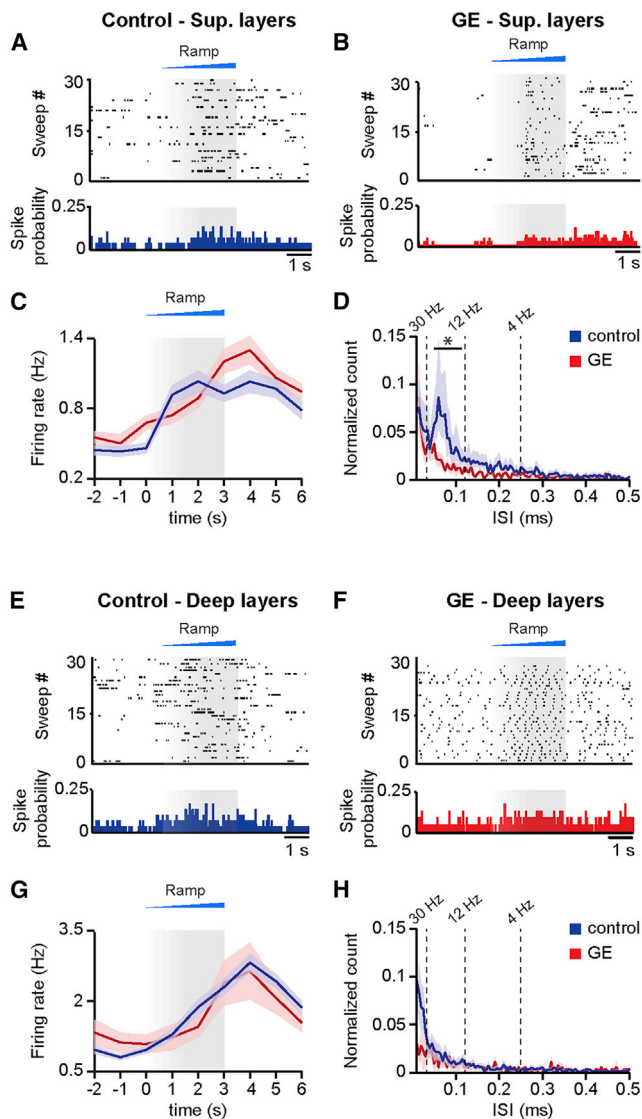 Control - Sup. layers
GE - Sup. layers
A
Ramp
30
15
0
Sweep #
0.25
0
Spike probability
1 s
B
Ramp
30
15
0
Sweep #
0.25
0
Spike probability
1 s
C
Ramp
1.4
0.8
0.2
Firing rate (Hz)
-2 -1 0 1 2 3 4 5 6
time (s)
D
30 Hz
12 Hz
4 Hz
*
control
GE
0.15
0.1
0.05
0
Normalized count
0.1 0.2 0.3 0.4 0.5
ISI (ms)
Control - Deep layers
GE - Deep layers
E
Ramp
30
15
0
Sweep #
0.25
0
Spike probability
1 s
F
Ramp
30
15
0
Sweep #
0.25
0
Spike probability
1 s
G
Ramp
3.5
2
0.5
Firing rate (Hz)
-2 -1 0 1 2 3 4 5 6
time (s)
H
30 Hz
12 Hz
4 Hz
control
GE
0.15
0.1
0.05
0
Normalized count
0.1 0.2 0.3 0.4 0.5
ISI (ms)